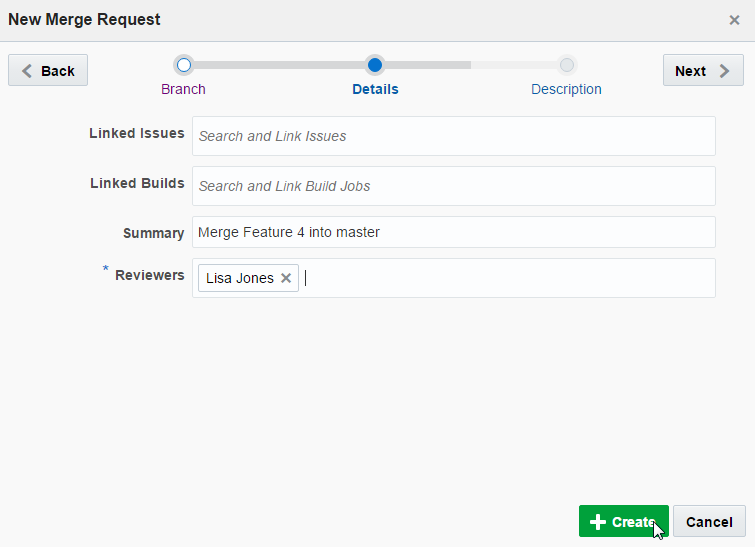 New Merge Request
Back
Next
Branch
Details
Description
Linked Issues
Search and Link Issues
Linked Builds
Search and Link Build Jobs
Summary
Merge Feature 4 into master
* Reviewers
Lisa Jones
Create
Cancel